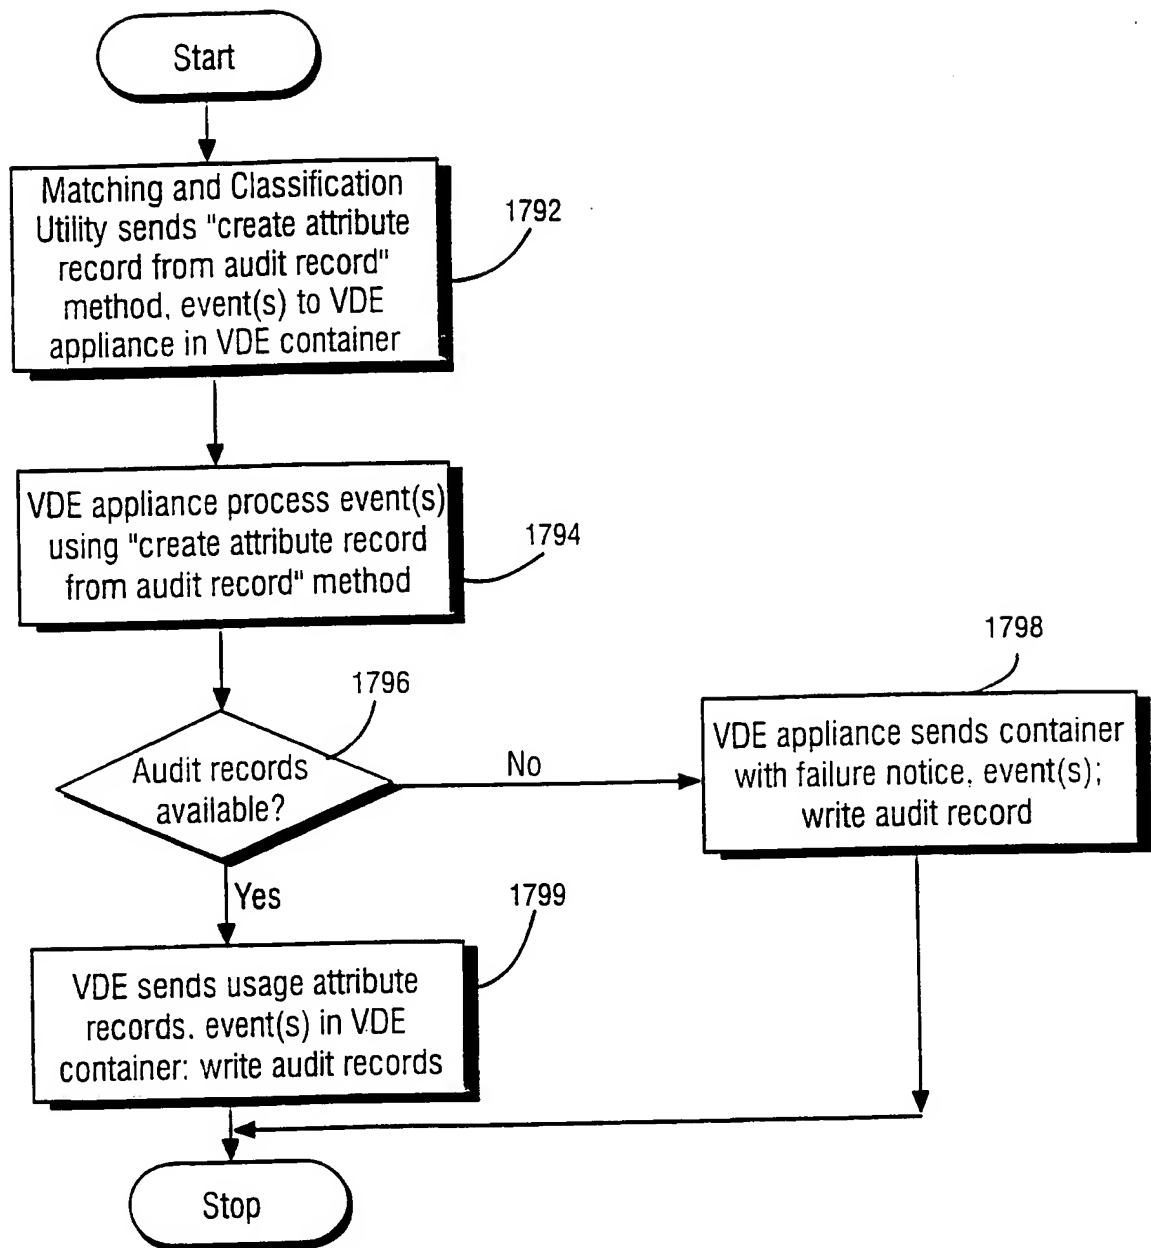 Start
Matching and Classification
Utility sends "create attribute
record from audit record"
method, event(s) to VDE
appliance in VDE container
1792
VDE appliance process event(s)
using "create attribute record
from audit record" method
1794
1796
Audit records
available?
No
Yes
1798
VDE appliance sends container
with failure notice, event(s);
write audit record
1799
VDE sends usage attribute
records. event(s) in VDE
container: write audit records
Stop